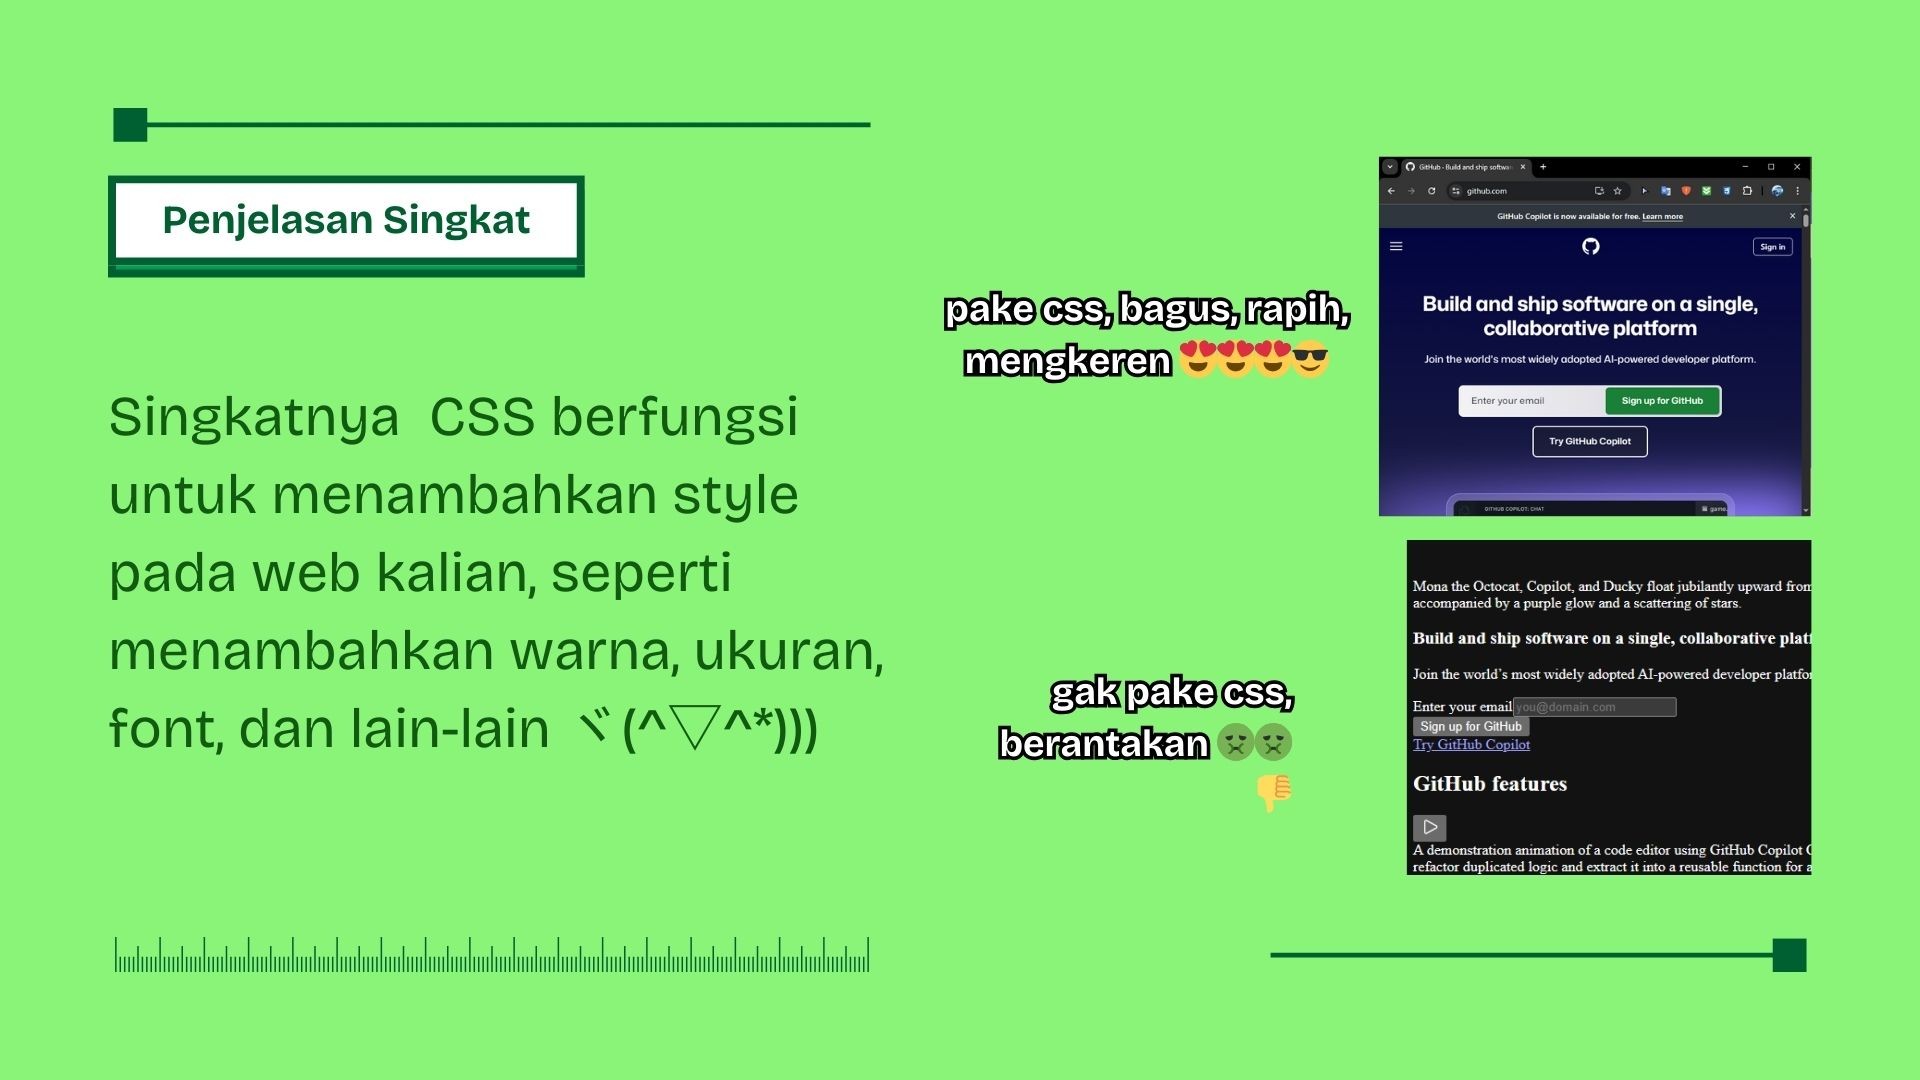 Penjelasan Singkat
Singkatnya  CSS berfungsi
untuk menambahkan style
pada web kalian, seperti
menambahkan warna, ukuran,
font, dan lain-lain ヾ(^▽^*)))
pake css, bagus, rapih,
mengkeren 😍😍😍😎
GitHub - Build and ship softwa
github.com
GitHub Copilot is now available for free. Learn more
Sign in
Build and ship software on a single,
collaborative platform
Join the world's most widely adopted AI-powered developer platform.
Enter your email
Sign up for GitHub
Try GitHub Copilot
GITHUB COPILOT: CHAT
game.
gak pake css,
berantakan 🤢🤢
👎
Mona the Octocat, Copilot, and Ducky float jubilantly upward from
accompanied by a purple glow and a scattering of stars.
Build and ship software on a single, collaborative platf
Join the world’s most widely adopted AI-powered developer platfor
Enter your email you@domain.com
Sign up for GitHub
Try GitHub Copilot
GitHub features
A demonstration animation of a code editor using GitHub Copilot C
refactor duplicated logic and extract it into a reusable function for a